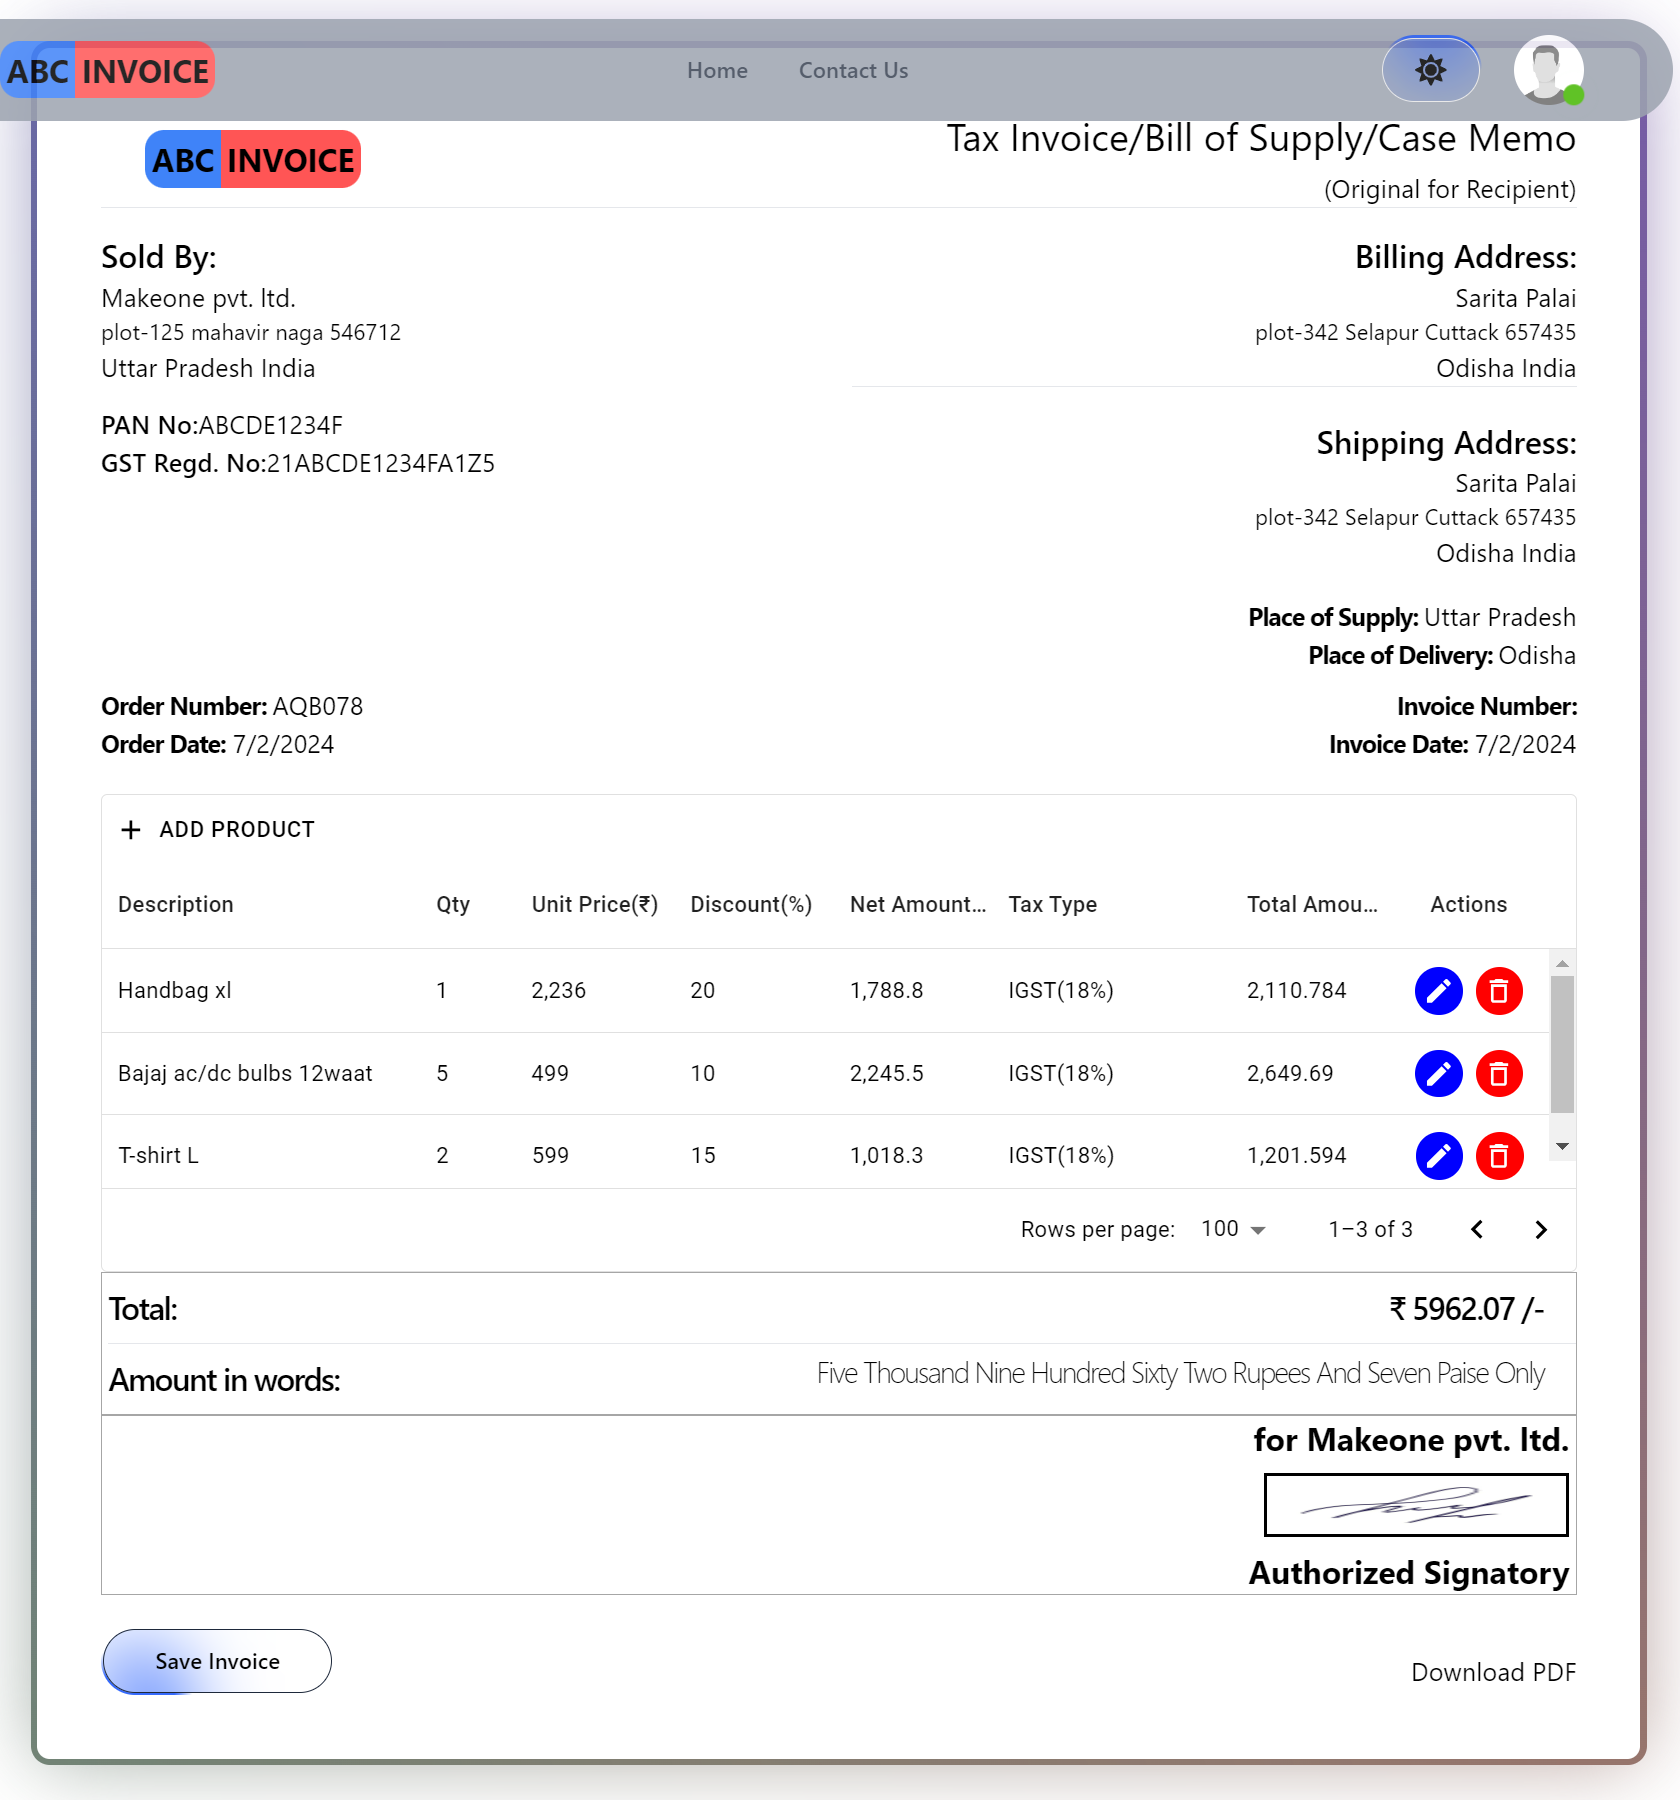 ABC INVOICE Home Contact Us
ABC INVOICE
Tax Invoice/Bill of Supply/Case Memo
(Original for Recipient)
Sold By:
Makeone pvt. ltd.
plot-125 mahavir naga 546712
Uttar Pradesh India
PAN No:ABCDE1234F
GST Regd. No:21ABCDE1234FA1Z5
Billing Address:
Sarita Palai
plot-342 Selapur Cuttack 657435
Odisha India
Shipping Address:
Sarita Palai
plot-342 Selapur Cuttack 657435
Odisha India
Place of Supply: Uttar Pradesh
Place of Delivery: Odisha
Order Number: AQB078
Order Date: 7/2/2024
Invoice Number:
Invoice Date: 7/2/2024
+ ADD PRODUCT
Description Qty Unit Price(₹) Discount(%) Net Amount... Tax Type Total Amou... Actions
Handbag xl 1 2,236 20 1,788.8 IGST(18%) 2,110.784
Bajaj ac/dc bulbs 12waat 5 499 10 2,245.5 IGST(18%) 2,649.69
T-shirt L 2 599 15 1,018.3 IGST(18%) 1,201.594
Rows per page: 100 1–3 of 3
Total: ₹ 5962.07 /-
Amount in words: Five Thousand Nine Hundred Sixty Two Rupees And Seven Paise Only
for Makeone pvt. ltd.
Authorized Signatory
Save Invoice Download PDF